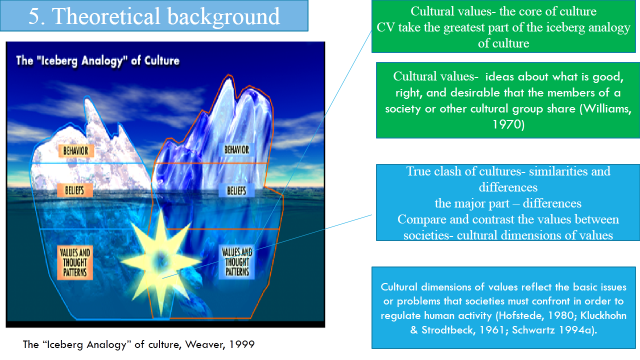 5. Theoretical background
The "Iceberg Analogy" of Culture
BEHAVIOR
BEHAVIOR
BELIEFS
BELIEFS
VALUES AND
THOUGHT
PATTERNS
VALUES AND
THOUGHT
PATTERNS
The “Iceberg Analogy” of culture, Weaver, 1999
Cultural values- the core of culture
CV take the greatest part of the iceberg analogy
of culture
Cultural values- ideas about what is good,
right, and desirable that the members of a
society or other cultural group share (Williams,
1970)
True clash of cultures- similarities and
differences
the major part – differences
Compare and contrast the values between
societies- cultural dimensions of values
Cultural dimensions of values reflect the basic issues
or problems that societies must confront in order to
regulate human activity (Hofstede, 1980; Kluckhohn
& Strodtbeck, 1961; Schwartz 1994a).